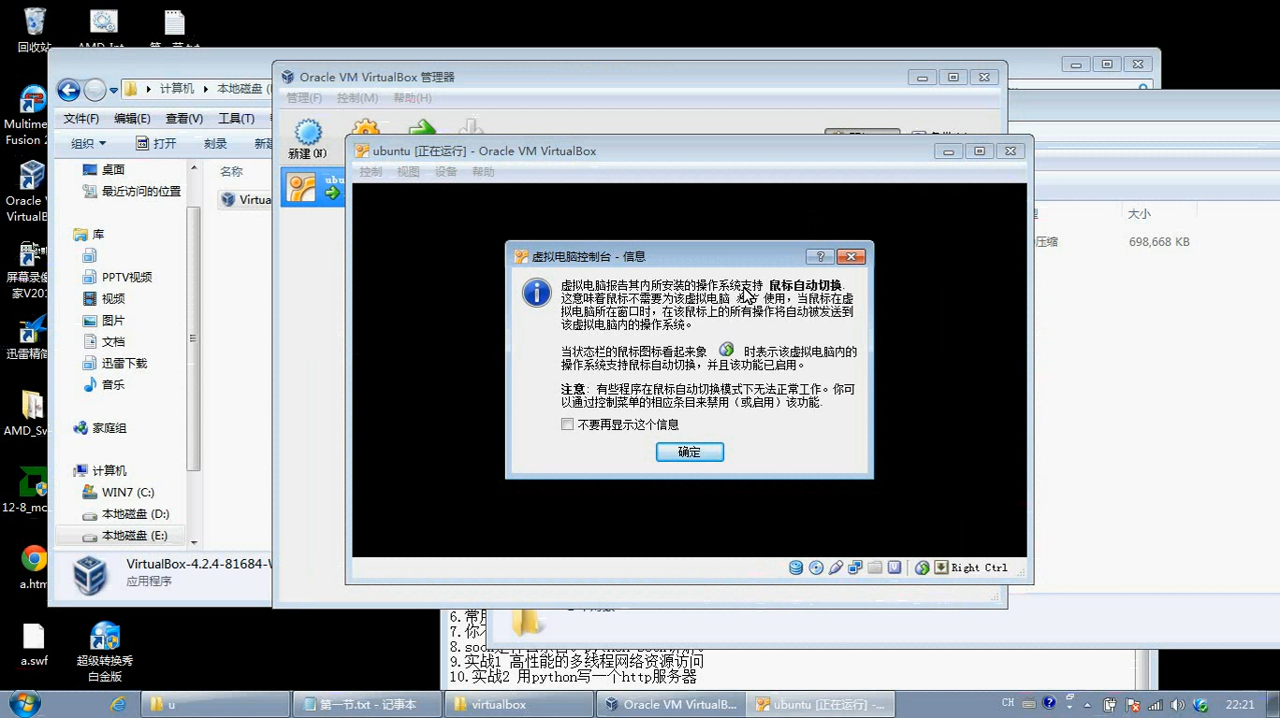 回收站
Multime
Fusion 2
Oracle V
VirtualB
屏幕录像
家V20
迅雷精简
AMD_Sw
12-8_mc
a.htm
a.swf
超级转换秀
白金版
计算机
本地磁盘
文件(F)
编辑(E)
查看(V)
工具(T)
组织
打开
刻录
新建
桌面
最近访问的位置
库
PPTV视频
视频
图片
文档
迅雷下载
音乐
家庭组
计算机
WIN7 (C:)
本地磁盘 (D:)
本地磁盘 (E:)
名称
Virtua
VirtualBox-4.2.4-81684-W
应用程序
Oracle VM VirtualBox 管理器
管理(F)
控制(M)
帮助(H)
新建(N)
ubu
ubuntu [正在运行] - Oracle VM VirtualBox
控制
视图
设备
帮助
虚拟电脑控制台 - 信息
虚拟电脑报告其内所安装的操作系统支持 鼠标自动切换.
这意味着鼠标不需要为该虚拟电脑 使用，当鼠标在虚
拟电脑所在窗口时，在该鼠标上的所有操作将自动被发送到
该虚拟电脑内的操作系统。
当状态栏的鼠标图标看起来象 时表示该虚拟电脑内的
操作系统支持鼠标自动切换，并且该功能已启用。
注意: 有些程序在鼠标自动切换模式下无法正常工作。你可
以通过控制菜单的相应条目来禁用（或启用）该功能.
不要再显示这个信息
确定
Right Ctrl
大小
压缩
698,668 KB
6.常用
7.你
9.实战1 高性能的多线程网络资源访问
10.实战2 用python写一个http服务器
u
第一节.txt - 记事本
virtualbox
Oracle VM VirtualB...
ubuntu [正在运行] -...
CH
22:21